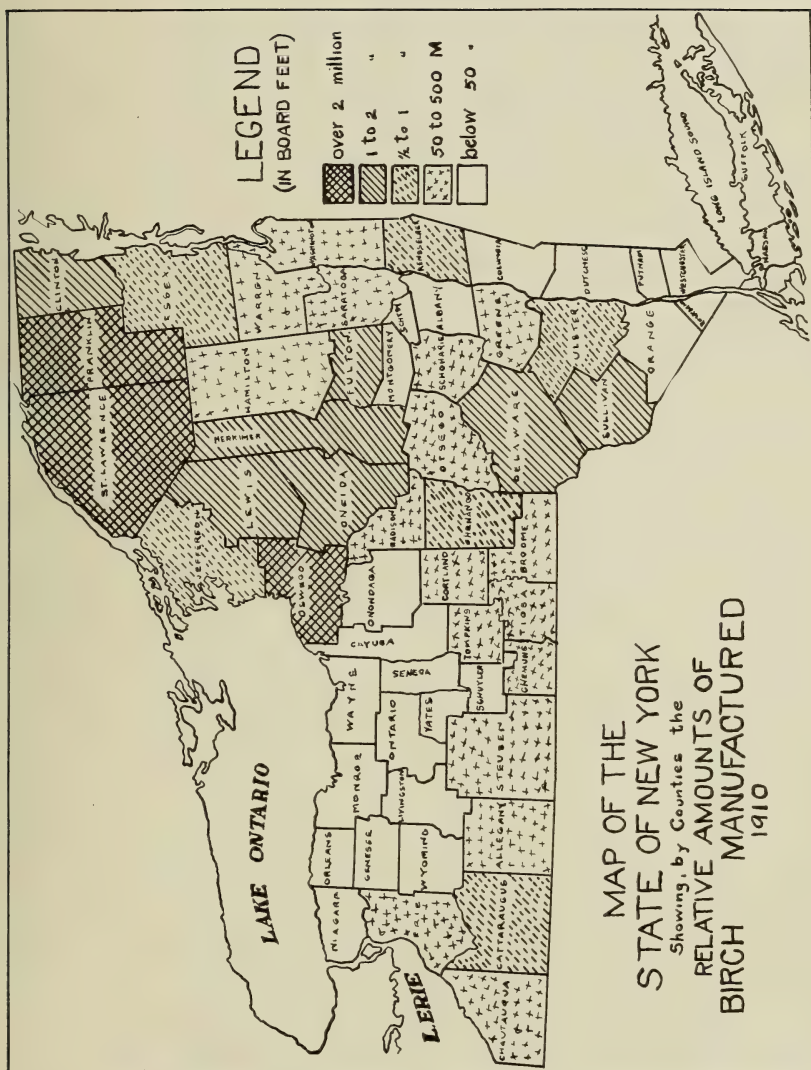 LEGEND
(IN BOARD FEET)
over 2 million
1 to 2 "
½ to 1 "
50 to 500 M
below 50 "
CLINTON
FRANKLIN
ST. LAWRENCE
ESSEX
JEFFERSON
LEWIS
HERKIMER
HAMILTON
WARREN
OSWEGO
ONEIDA
FULTON
SARATOGA
MONTGOMERY
SCHEN.
RENSSELAER
ALBANY
SCHOHARIE
OTSEGO
MADISON
ONONDAGA
CAYUGA
SENECA
WAYNE
ONTARIO
YATES
MONROE
LIVINGSTON
ORLEANS
GENESEE
WYOMING
NIAGARA
ERIE
CHAUTAUQUA
CATTARAUGUS
ALLEGANY
STEUBEN
SCHUYLER
CHEMUNG
TOMPKINS
TIOGA
CORTLAND
BROOME
CHENANGO
DELAWARE
GREENE
COLUMBIA
ULSTER
SULLIVAN
DUTCHESS
PUTNAM
ORANGE
WESTCHESTER
NASSAU
SUFFOLK
LONG ISLAND SOUND
LAKE ONTARIO
L. ERIE
MAP OF THE
STATE OF NEW YORK
Showing, by Counties the
RELATIVE AMOUNTS OF
BIRCH MANUFACTURED
1910